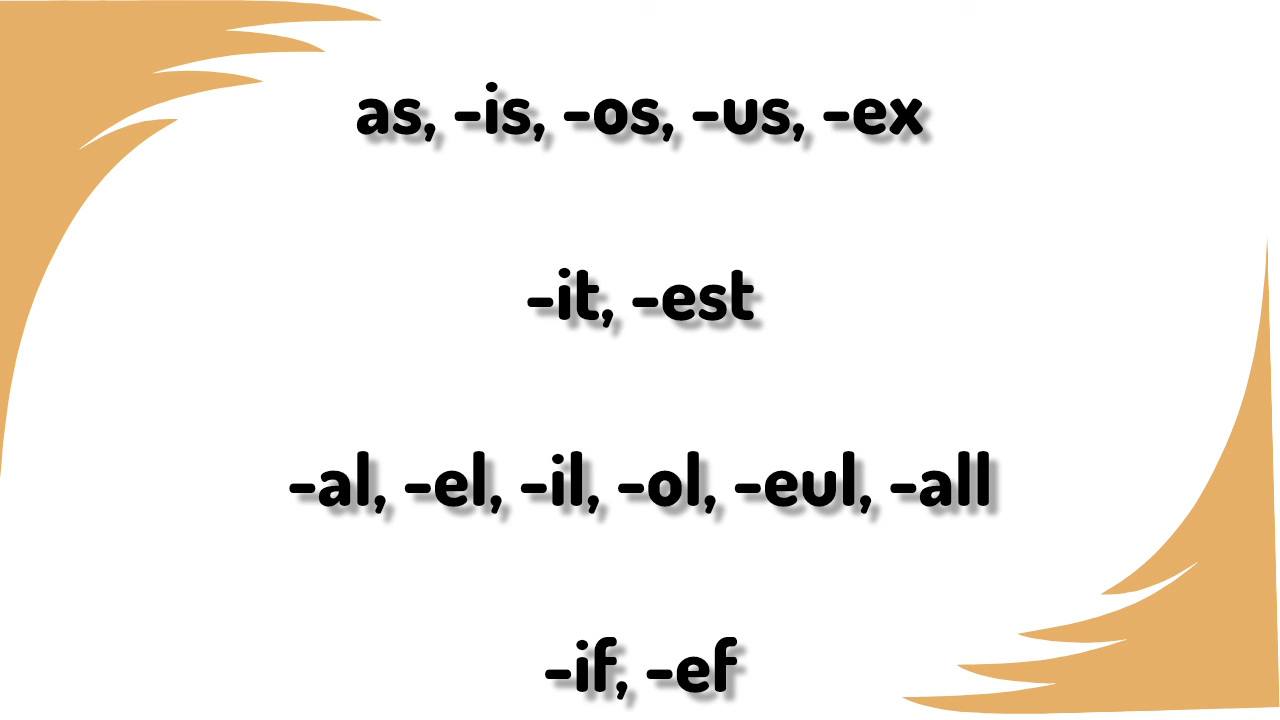 as, -is, -os, -us, -ex
-it, -est
-al, -el, -il, -ol, -eul, -all
-if, -ef